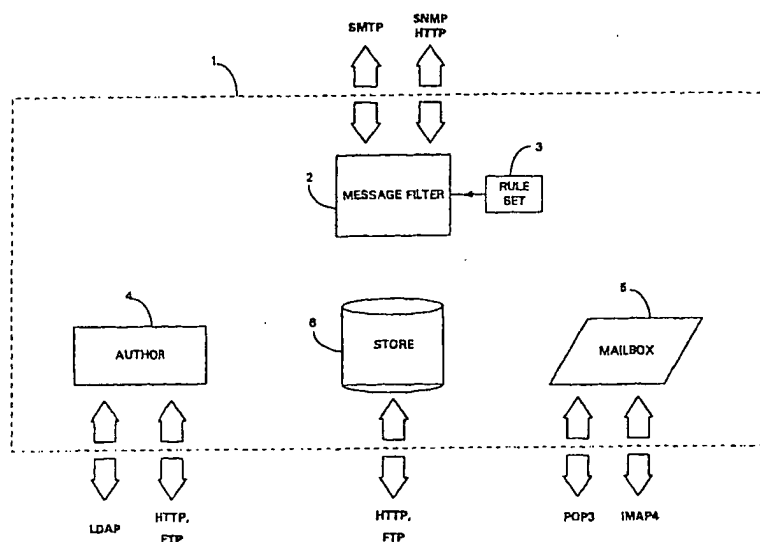 SMTP
SNMP
HTTP
1
3
2
MESSAGE FILTER
RULE
SET
4
6
5
AUTHOR
STORE
MAILBOX
LDAP
HTTP,
FTP
HTTP,
FTP
POP3
IMAP4